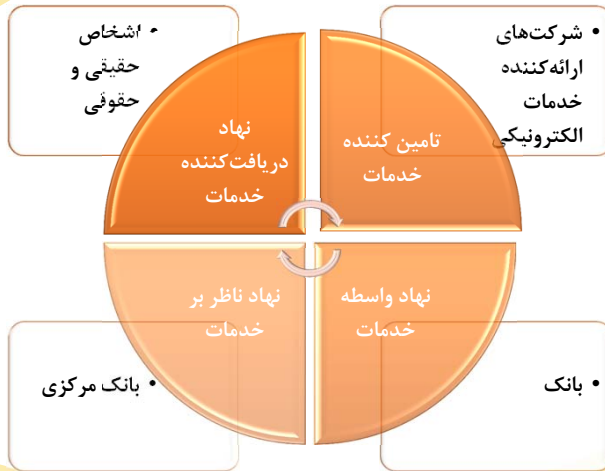 • شرکت‌های
ارائه‌کننده
خدمات
الکترونیکی
تامین کننده
خدمات
• اشخاص
حقیقی و
حقوقی
نهاد
دریافت‌کننده
خدمات
نهاد واسطه
خدمات
• بانک
نهاد ناظر بر
خدمات
• بانک مرکزی